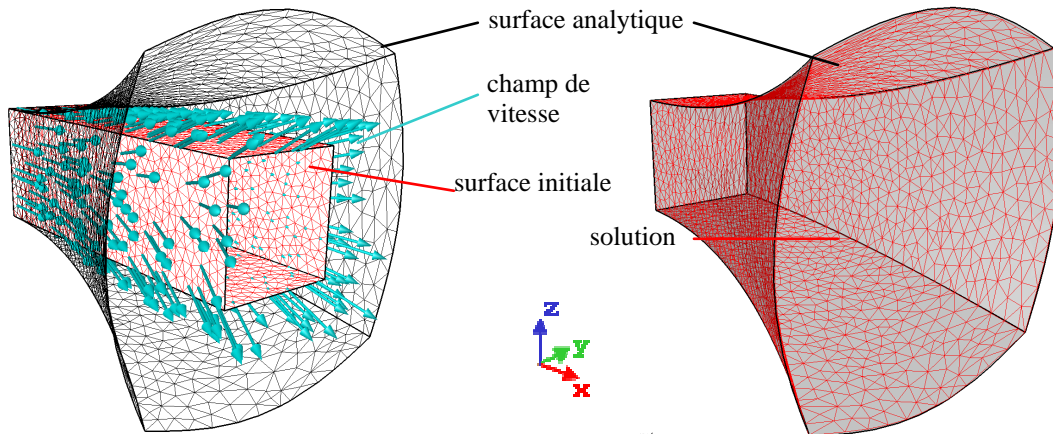 surface analytique
champ de
vitesse
surface initiale
solution
z
y
x